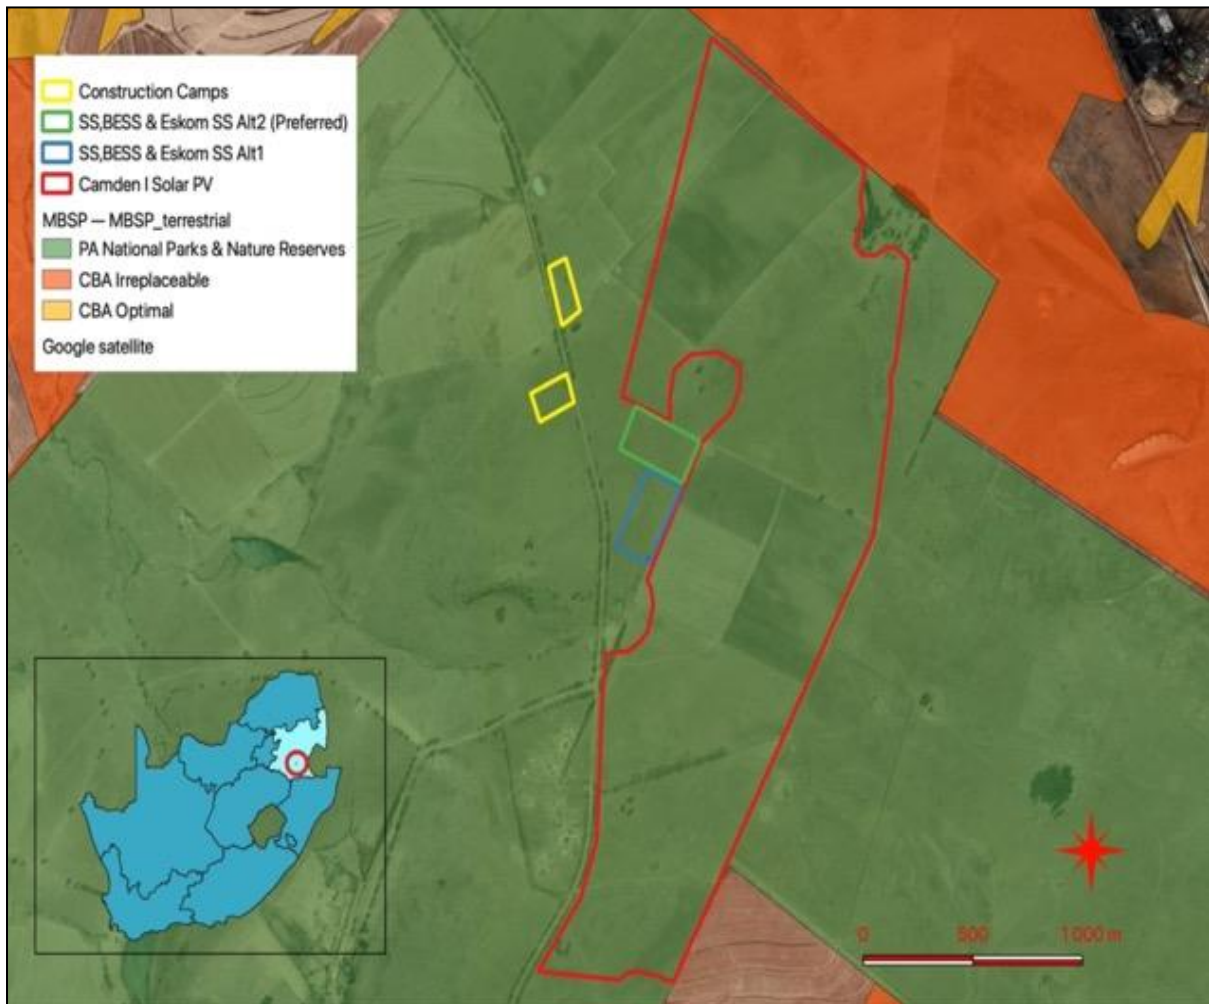 Construction Camps
SS,BESS & Eskom SS Alt2 (Preferred)
SS,BESS & Eskom SS Alt1
Camden I Solar PV
MBSP — MBSP_terrestrial
PA National Parks & Nature Reserves
CBA Irreplaceable
CBA Optimal
Google satellite
0 500 1000 m